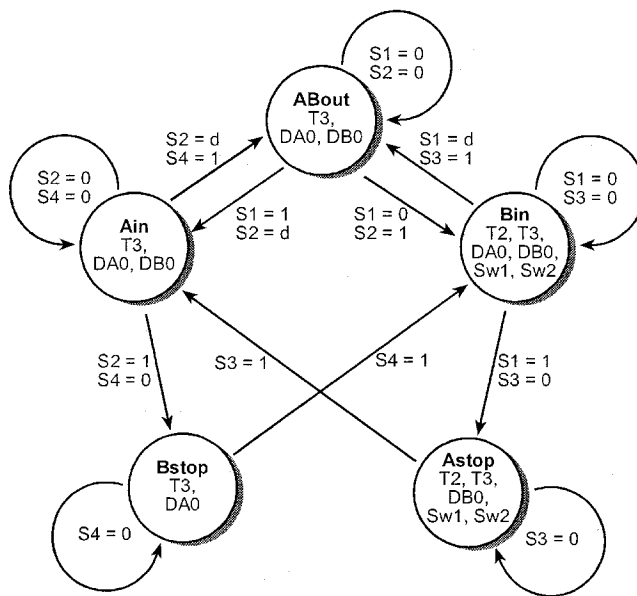 S1 = 0
S2 = 0
ABout
T3,
DA0, DB0
S2 = d
S4 = 1
S1 = d
S3 = 1
S2 = 0
S4 = 0
S1 = 0
S3 = 0
Ain
T3,
DA0, DB0
S1 = 1
S2 = d
S1 = 0
S2 = 1
Bin
T2, T3,
DA0, DB0,
Sw1, Sw2
S2 = 1
S4 = 0
S3 = 1
S4 = 1
S1 = 1
S3 = 0
Bstop
T3,
DA0
Astop
T2, T3,
DB0,
Sw1, Sw2
S4 = 0
S3 = 0